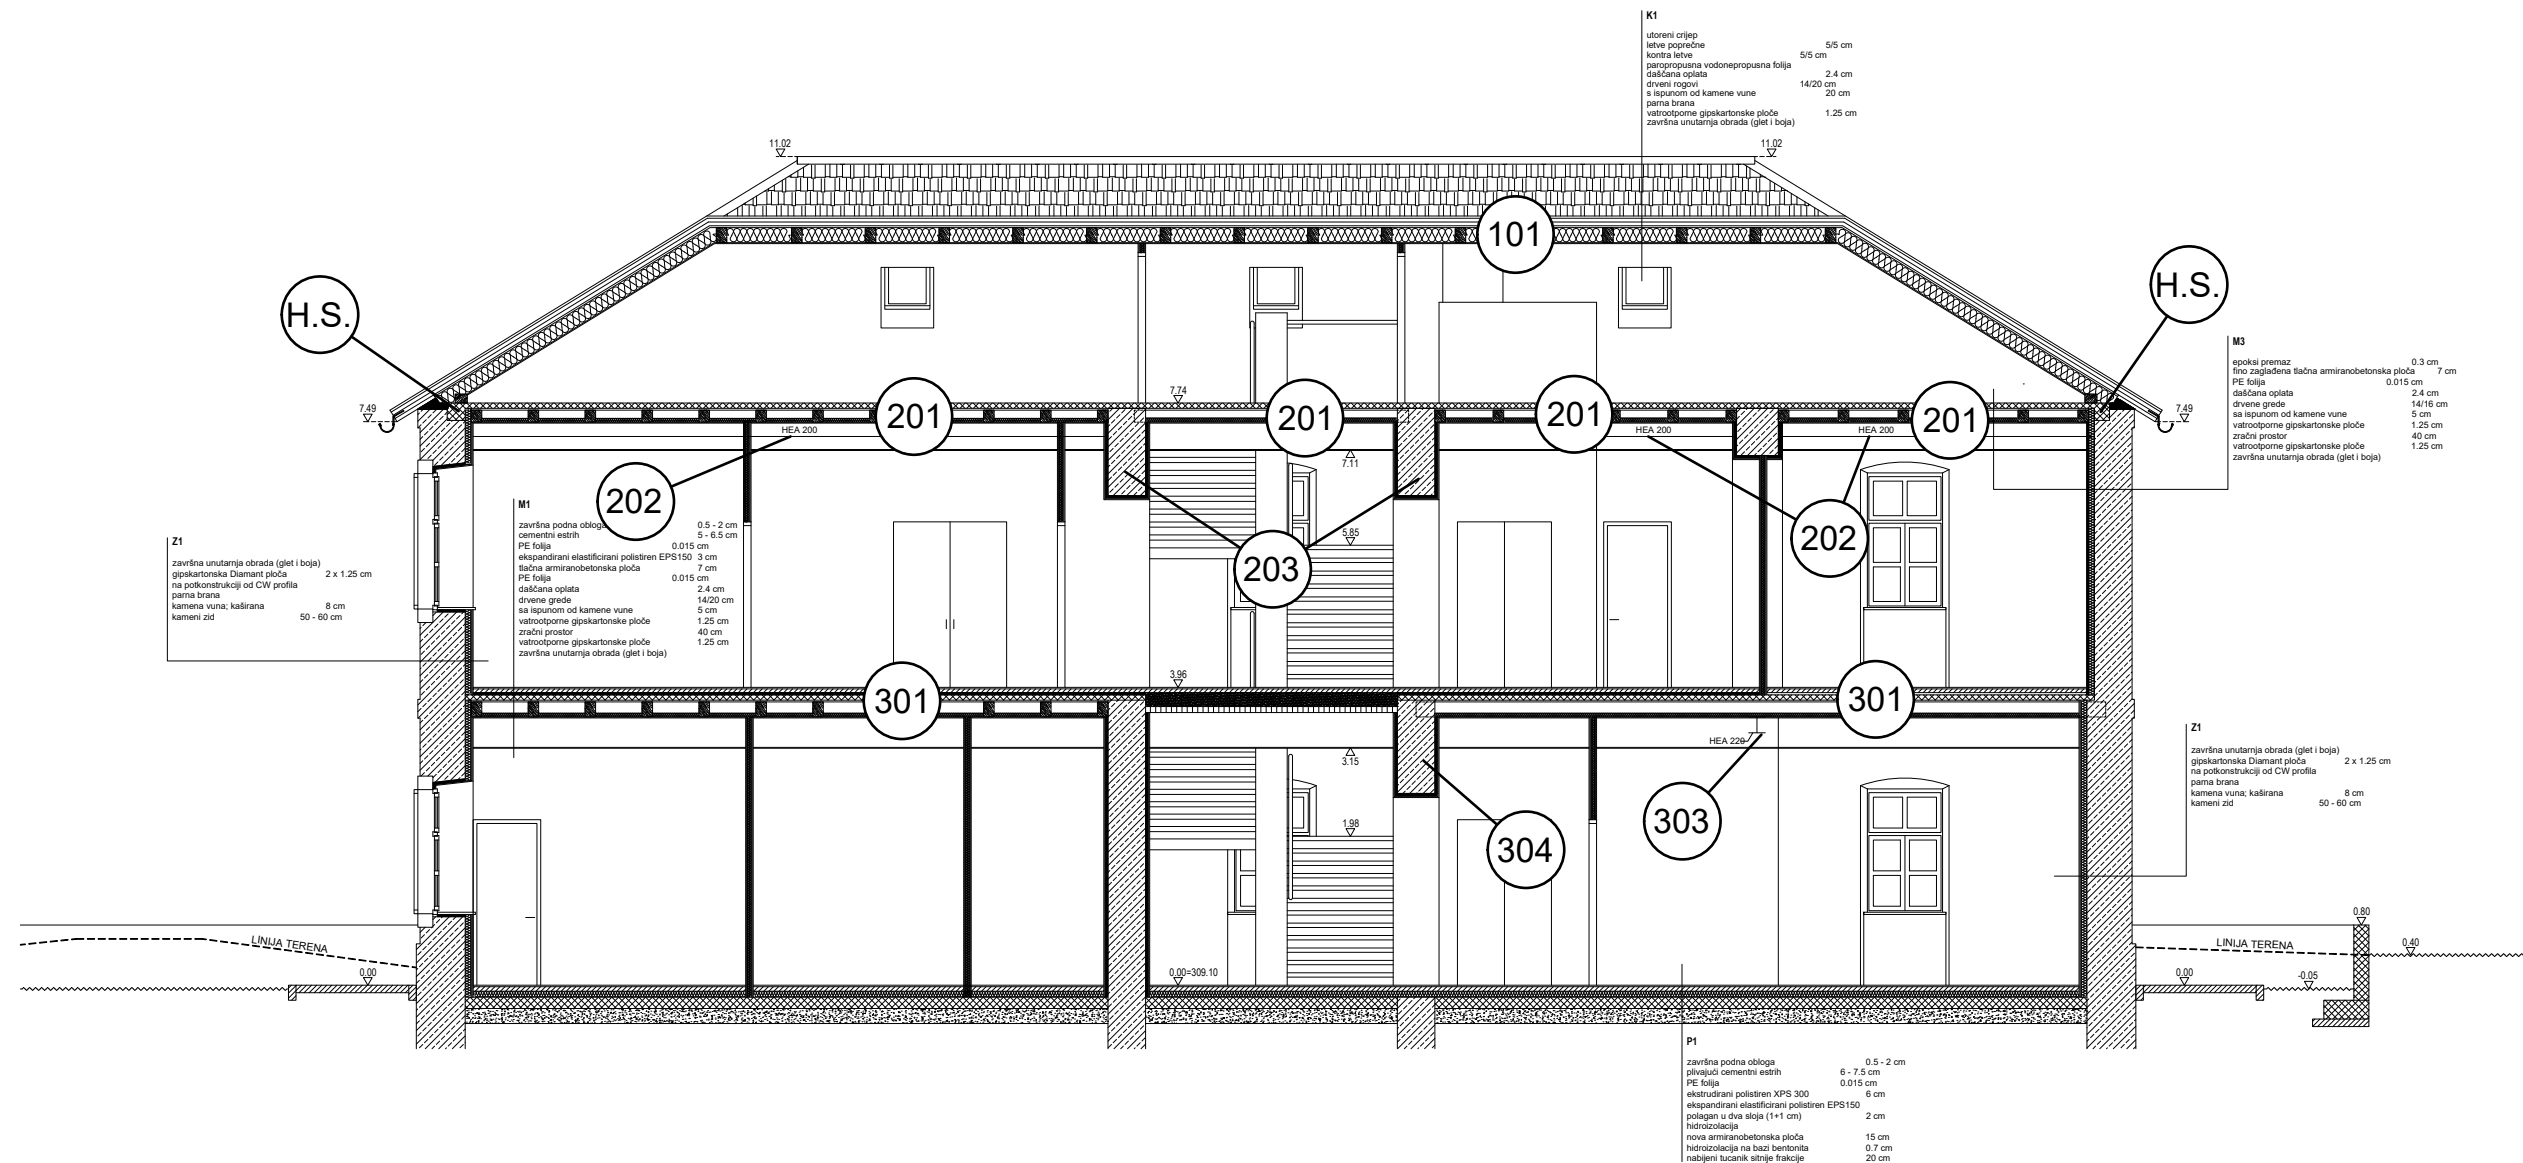 K1
utoreni crijep
letve poprečne 5/5 cm
kontra letve 5/5 cm
paropropusna vodonepropusna folija
daščana oplata 2.4 cm
drveni rogovi 14/20 cm
s ispunom od kamene vune 20 cm
parna brana
vatrootporne gipskartonske ploče 1.25 cm
završna unutarnja obrada (glet i boja)
11.02
11.02
101
H.S.
H.S.
M3
epoksi premaz 0.3 cm
fino zaglađena tlačna armiranobetonska ploča 7 cm
PE folija 0.015 cm
daščana oplata 2.4 cm
drvene grede 14/16 cm
sa ispunom od kamene vune 5 cm
vatrootporne gipskartonske ploče 1.25 cm
zračni prostor 40 cm
vatrootporne gipskartonske ploče 1.25 cm
završna unutarnja obrada (glet i boja)
7.49
7.74
7.49
201
201
201
201
HEA 200
HEA 200
HEA 200
7.11
202
203
202
5.85
M1
završna podna obloga 0.5 - 2 cm
cementni estrih 5 - 6.5 cm
PE folija 0.015 cm
ekspandirani elastificirani polistiren EPS150 3 cm
tlačna armiranobetonska ploča 7 cm
PE folija 0.015 cm
daščana oplata 2.4 cm
drvene grede 14/20 cm
sa ispunom od kamene vune 5 cm
vatrootporne gipskartonske ploče 1.25 cm
zračni prostor 40 cm
vatrootporne gipskartonske ploče 1.25 cm
završna unutarnja obrada (glet i boja)
Z1
završna unutarnja obrada (glet i boja)
gipskartonska Diamant ploča 2 x 1.25 cm
na potkonstrukciji od CW profila
parna brana
kamena vuna; kaširana 8 cm
kameni zid 50 - 60 cm
3.96
301
301
HEA 220
3.15
303
304
1.98
Z1
završna unutarnja obrada (glet i boja)
gipskartonska Diamant ploča 2 x 1.25 cm
na potkonstrukciji od CW profila
parna brana
kamena vuna; kaširana 8 cm
kameni zid 50 - 60 cm
LINIJA TERENA
0.00
0.00=309.10
0.80
LINIJA TERENA
0.40
0.00
-0.05
P1
završna podna obloga 0.5 - 2 cm
plivajući cementni estrih 6 - 7.5 cm
PE folija 0.015 cm
ekstrudirani polistiren XPS 300 6 cm
ekspandirani elastificirani polistiren EPS150
polagan u dva sloja (1+1 cm) 2 cm
hidroizolacija
nova armiranobetonska ploča 15 cm
hidroizolacija na bazi bentonita 0.7 cm
nabijeni tucanik sitnije frakcije 20 cm